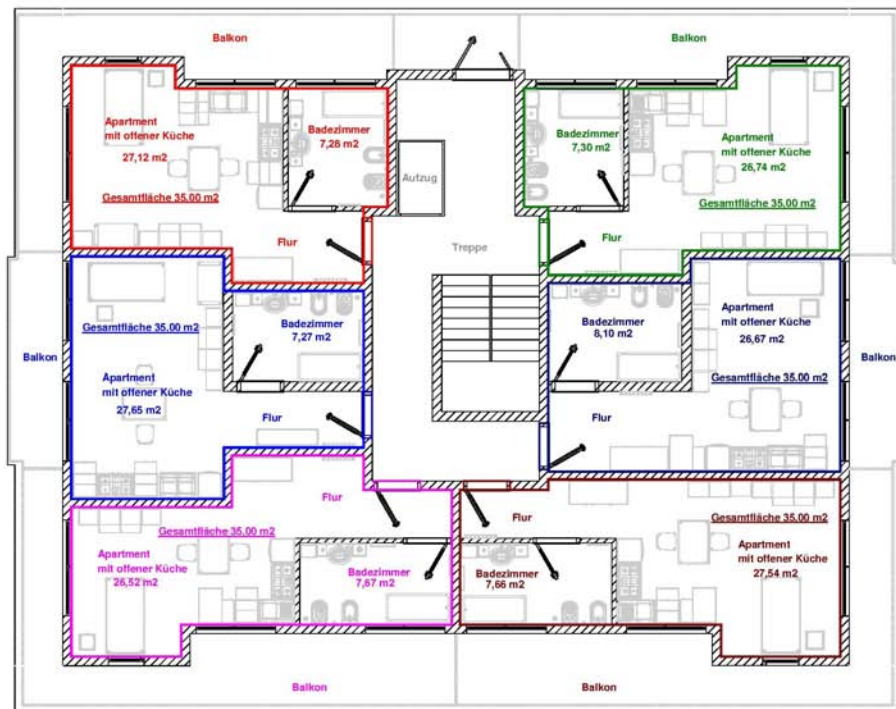 Balkon
Balkon
Apartment
mit offener Küche
27,12 m2
Badezimmer
7,28 m2
Gesamtfläche 35.00 m2
Flur
Autzug
Treppe
Badezimmer
7,30 m2
Apartment
mit offener Küche
26,74 m2
Gesamtfläche 35,00 m2
Flur
Balkon
Gesamtfläche 35.00 m2
Apartment
mit offener Küche
27,65 m2
Badezimmer
7,27 m2
Flur
Badezimmer
8,10 m2
Apartment
mit offener Küche
26,67 m2
Gesamtfläche 35.00 m2
Flur
Balkon
Flur
Gesamtfläche 35.00 m2
Apartment
mit offener Küche
26,52 m2
Badezimmer
7,67 m2
Flur
Gesamtfläche 35.00 m2
Badezimmer
7,66 m2
Apartment
mit offener Küche
27,54 m2
Balkon
Balkon